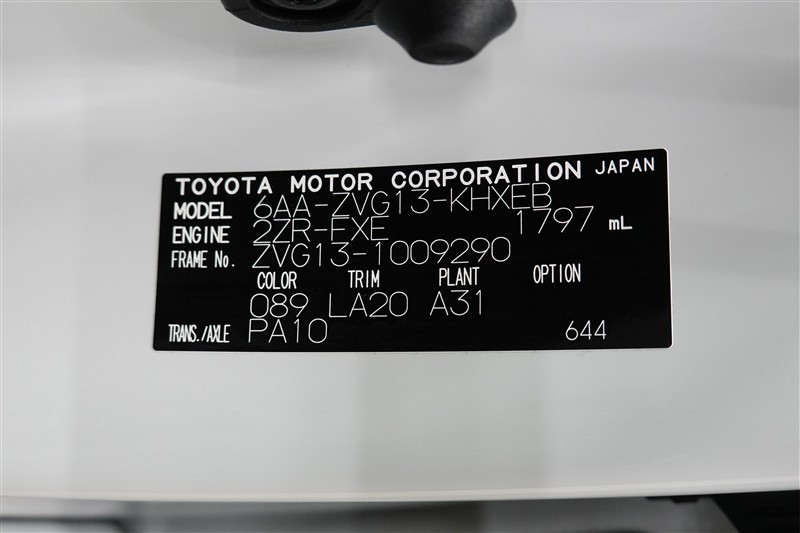 TOYOTA MOTOR CORPORATION JAPAN
MODEL 6AA-ZVG13-KHXEB
ENGINE 2ZR-FXE 1797 mL
FRAME No. ZVG13-1009290
COLOR TRIM PLANT OPTION
089 LA20 A31
TRANS./AXLE PA10 644